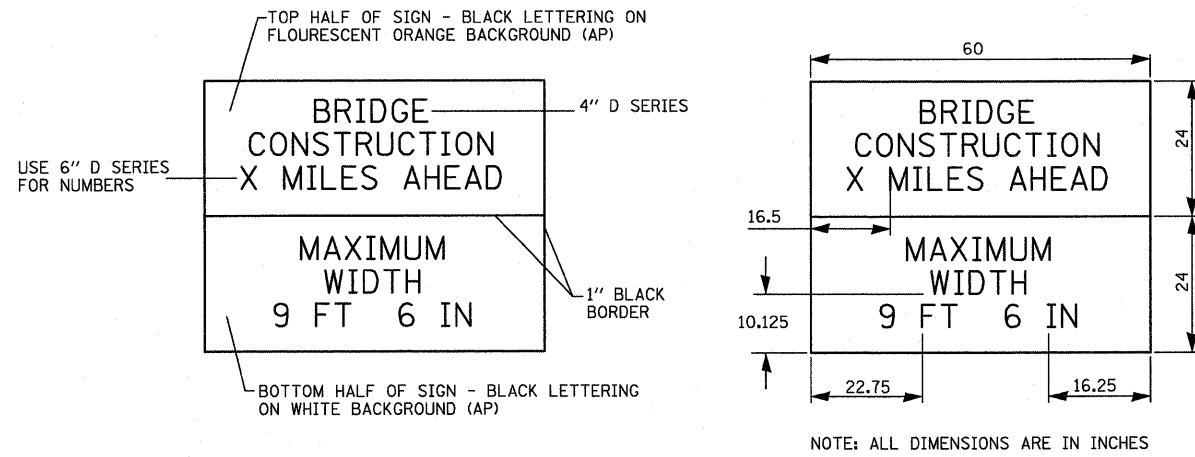 TOP HALF OF SIGN - BLACK LETTERING ON
FLOURESCENT ORANGE BACKGROUND (AP)
BRIDGE
CONSTRUCTION
X MILES AHEAD
4" D SERIES
USE 6" D SERIES
FOR NUMBERS
MAXIMUM
WIDTH
9 FT 6 IN
1" BLACK
BORDER
BOTTOM HALF OF SIGN - BLACK LETTERING
ON WHITE BACKGROUND (AP)
60
BRIDGE
CONSTRUCTION
X MILES AHEAD
24
16.5
MAXIMUM
WIDTH
9 FT 6 IN
24
10.125
22.75
16.25
NOTE: ALL DIMENSIONS ARE IN INCHES